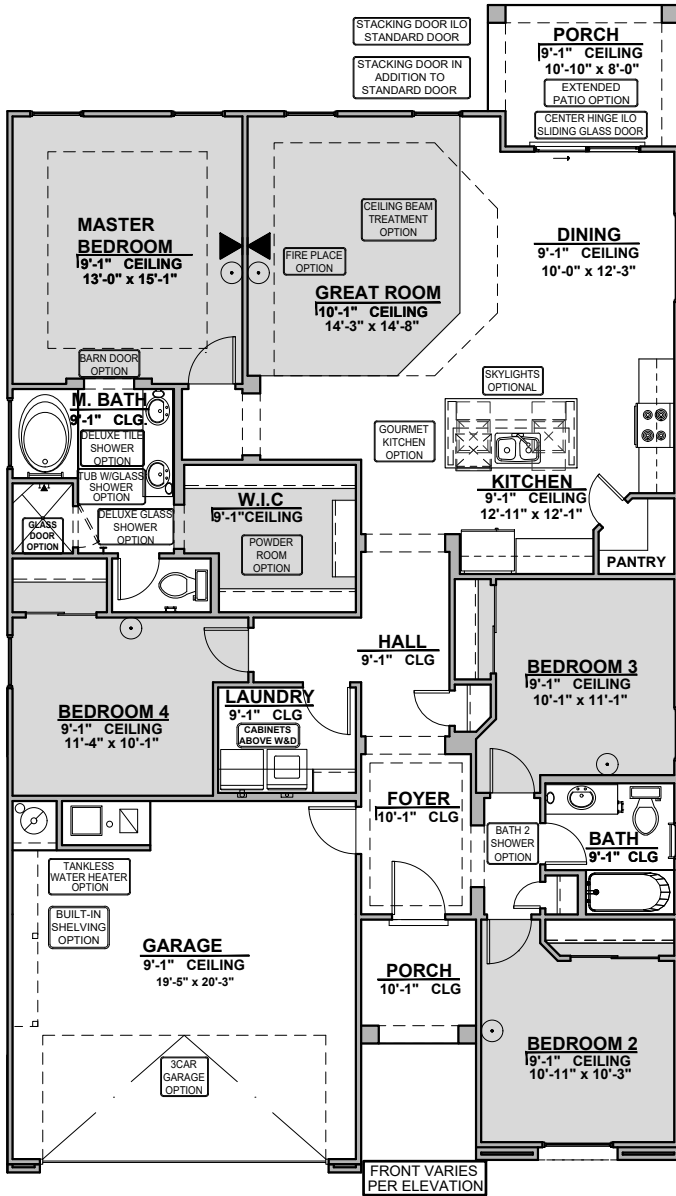 STACKING DOOR ILO
STANDARD DOOR
STACKING DOOR IN
ADDITION TO
STANDARD DOOR
PORCH
9'-1" CEILING
10'-10" x 8'-0"
EXTENDED
PATIO OPTION
CENTER HINGE ILO
SLIDING GLASS DOOR
MASTER
BEDROOM
9'-1" CEILING
13'-0" x 15'-1"
CEILING BEAM
TREATMENT
OPTION
FIRE PLACE
OPTION
GREAT ROOM
10'-1" CEILING
14'-3" x 14'-8"
DINING
9'-1" CEILING
10'-0" x 12'-3"
BARN DOOR
OPTION
M. BATH
9'-1" CLG.
DELUXE TILE
SHOWER
OPTION
TUB W/GLASS
SHOWER
OPTION
DELUXE GLASS
SHOWER
OPTION
GLASS
DOOR
OPTION
W.I.C
9'-1"CEILING
POWDER
ROOM
OPTION
SKYLIGHTS
OPTIONAL
GOURMET
KITCHEN
OPTION
KITCHEN
9'-1" CEILING
12'-11" x 12'-1"
PANTRY
HALL
9'-1" CLG
BEDROOM 3
9'-1" CEILING
10'-1" x 11'-1"
BEDROOM 4
9'-1" CEILING
11'-4" x 10'-1"
LAUNDRY
9'-1" CLG
CABINETS
ABOVE W&D
FOYER
10'-1" CLG
BATH 2
SHOWER
OPTION
BATH
9'-1" CLG
TANKLESS
WATER HEATER
OPTION
BUILT-IN
SHELVING
OPTION
GARAGE
9'-1" CEILING
19'-5" x 20'-3"
3CAR
GARAGE
OPTION
PORCH
10'-1" CLG
BEDROOM 2
9'-1" CEILING
10'-11" x 10'-3"
FRONT VARIES
PER ELEVATION